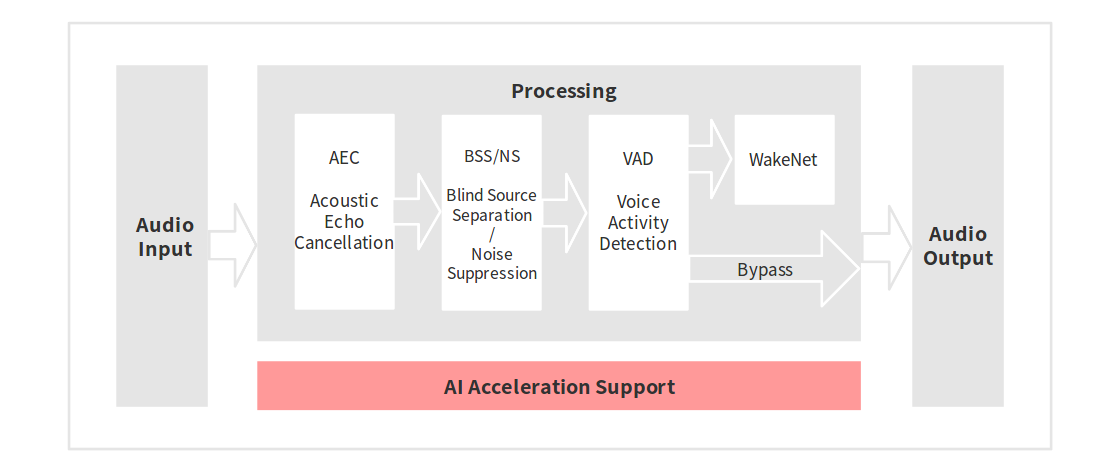 Audio
Input
Processing
AEC
Acoustic
Echo
Cancellation
BSS/NS
Blind Source
Separation
/
Noise
Suppression
VAD
Voice
Activity
Detection
WakeNet
Bypass
Audio
Output
AI Acceleration Support